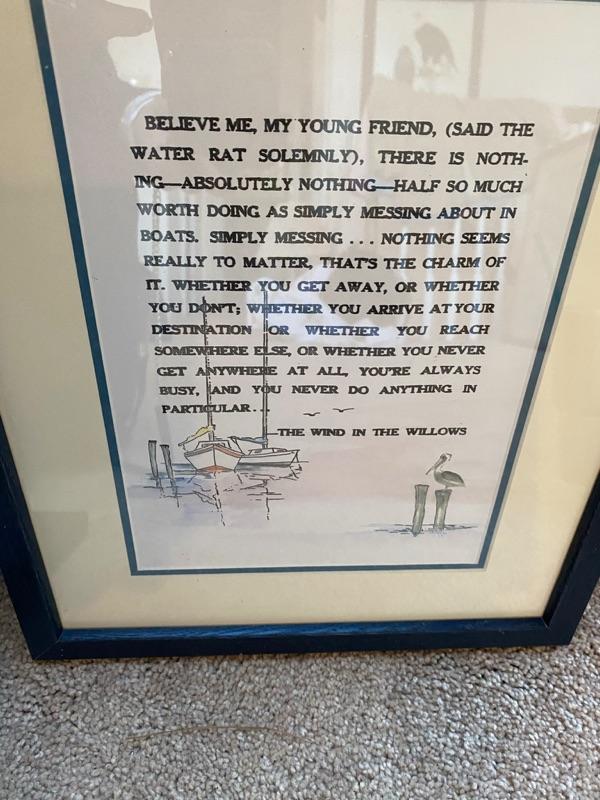 BELIEVE ME, MY YOUNG FRIEND, (SAID THE
WATER RAT SOLEMNLY), THERE IS NOTH-
ING—ABSOLUTELY NOTHING—HALF SO MUCH
WORTH DOING AS SIMPLY MESSING ABOUT IN
BOATS. SIMPLY MESSING . . . NOTHING SEEMS
REALLY TO MATTER, THAT'S THE CHARM OF
IT. WHETHER YOU GET AWAY, OR WHETHER
YOU DON'T; WHETHER YOU ARRIVE AT YOUR
DESTINATION OR WHETHER YOU REACH
SOMEWHERE ELSE, OR WHETHER YOU NEVER
GET ANYWHERE AT ALL, YOU'RE ALWAYS
BUSY, AND YOU NEVER DO ANYTHING IN
PARTICULAR . . .
—THE WIND IN THE WILLOWS